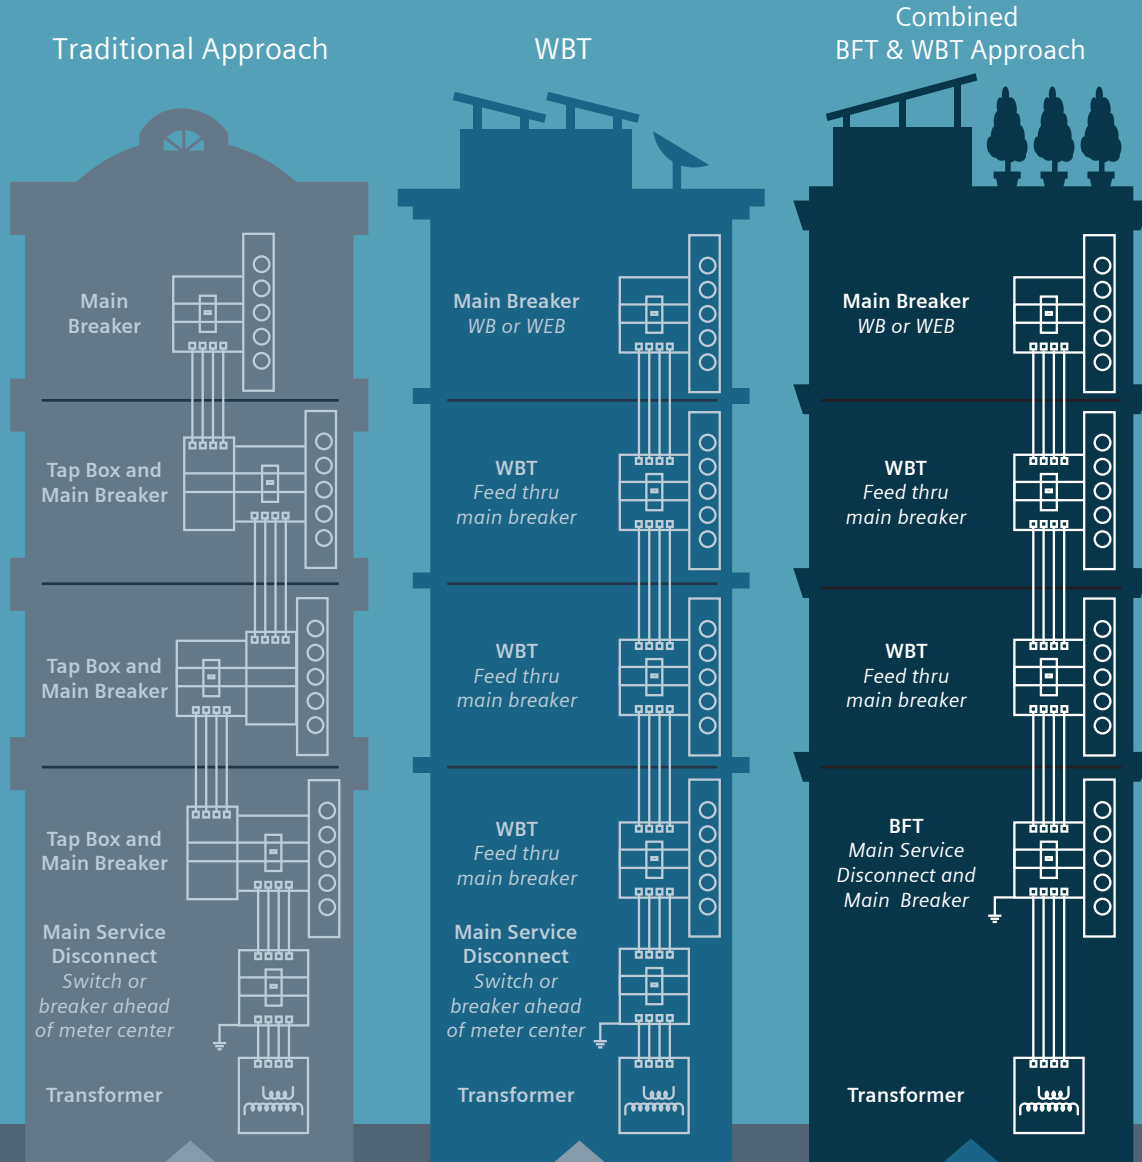 Traditional Approach
Main
Breaker
Tap Box and
Main Breaker
Tap Box and
Main Breaker
Tap Box and
Main Breaker
Main Service
Disconnect
Switch or
breaker ahead
of meter center
Transformer
WBT
Main Breaker
WB or WEB
WBT
Feed thru
main breaker
WBT
Feed thru
main breaker
WBT
Feed thru
main breaker
Main Service
Disconnect
Switch or
breaker ahead
of meter center
Transformer
Combined
BFT & WBT Approach
Main Breaker
WB or WEB
WBT
Feed thru
main breaker
WBT
Feed thru
main breaker
BFT
Main Service
Disconnect and
Main Breaker
Transformer